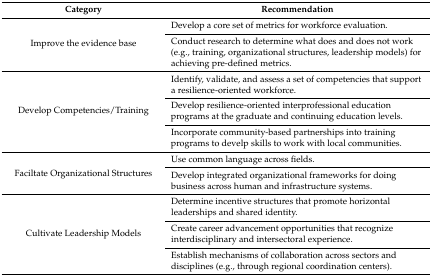 Category Recommendation
Develop a core set of metrics for workforce evaluation.
Improve the evidence base
Conduct research to determine what does and does not work
(e.g., training, organizational structures, leadership models) for
achieving pre-defined metrics.
Identify, validate, and assess a set of competencies that support
a resilience-oriented workforce.
Develop Competencies/Training
Develop resilience-oriented interprofessional education
programs at the graduate and continuing education levels.
Incorporate community-based partnerships into training
programs to develp skills to work with local communities.
Faciltate Organizational Structures
Use common language across fields.
Develop integrated organizational frameworks for doing
business across human and infrastructure systems.
Determine incentive structures that promote horizontal
leaderships and shared identity.
Cultivate Leadership Models
Create career advancement opportunities that recognize
interdisciplinary and intersectoral experience.
Establish mechanisms of collaboration across sectors and
disciplines (e.g., through regional coordination centers).